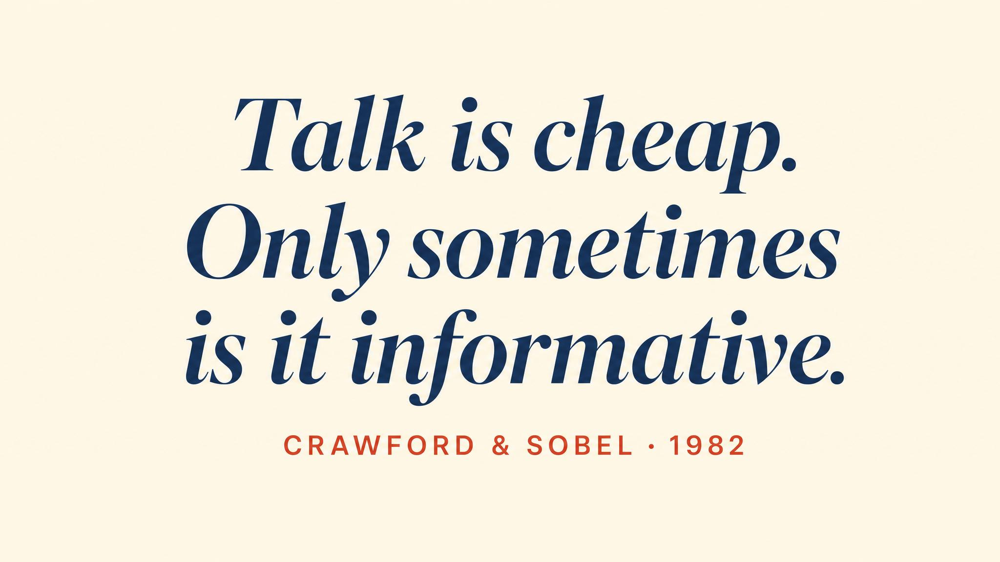 Talk is cheap.
Only sometimes
is it informative.
CRAWFORD & SOBEL · 1982